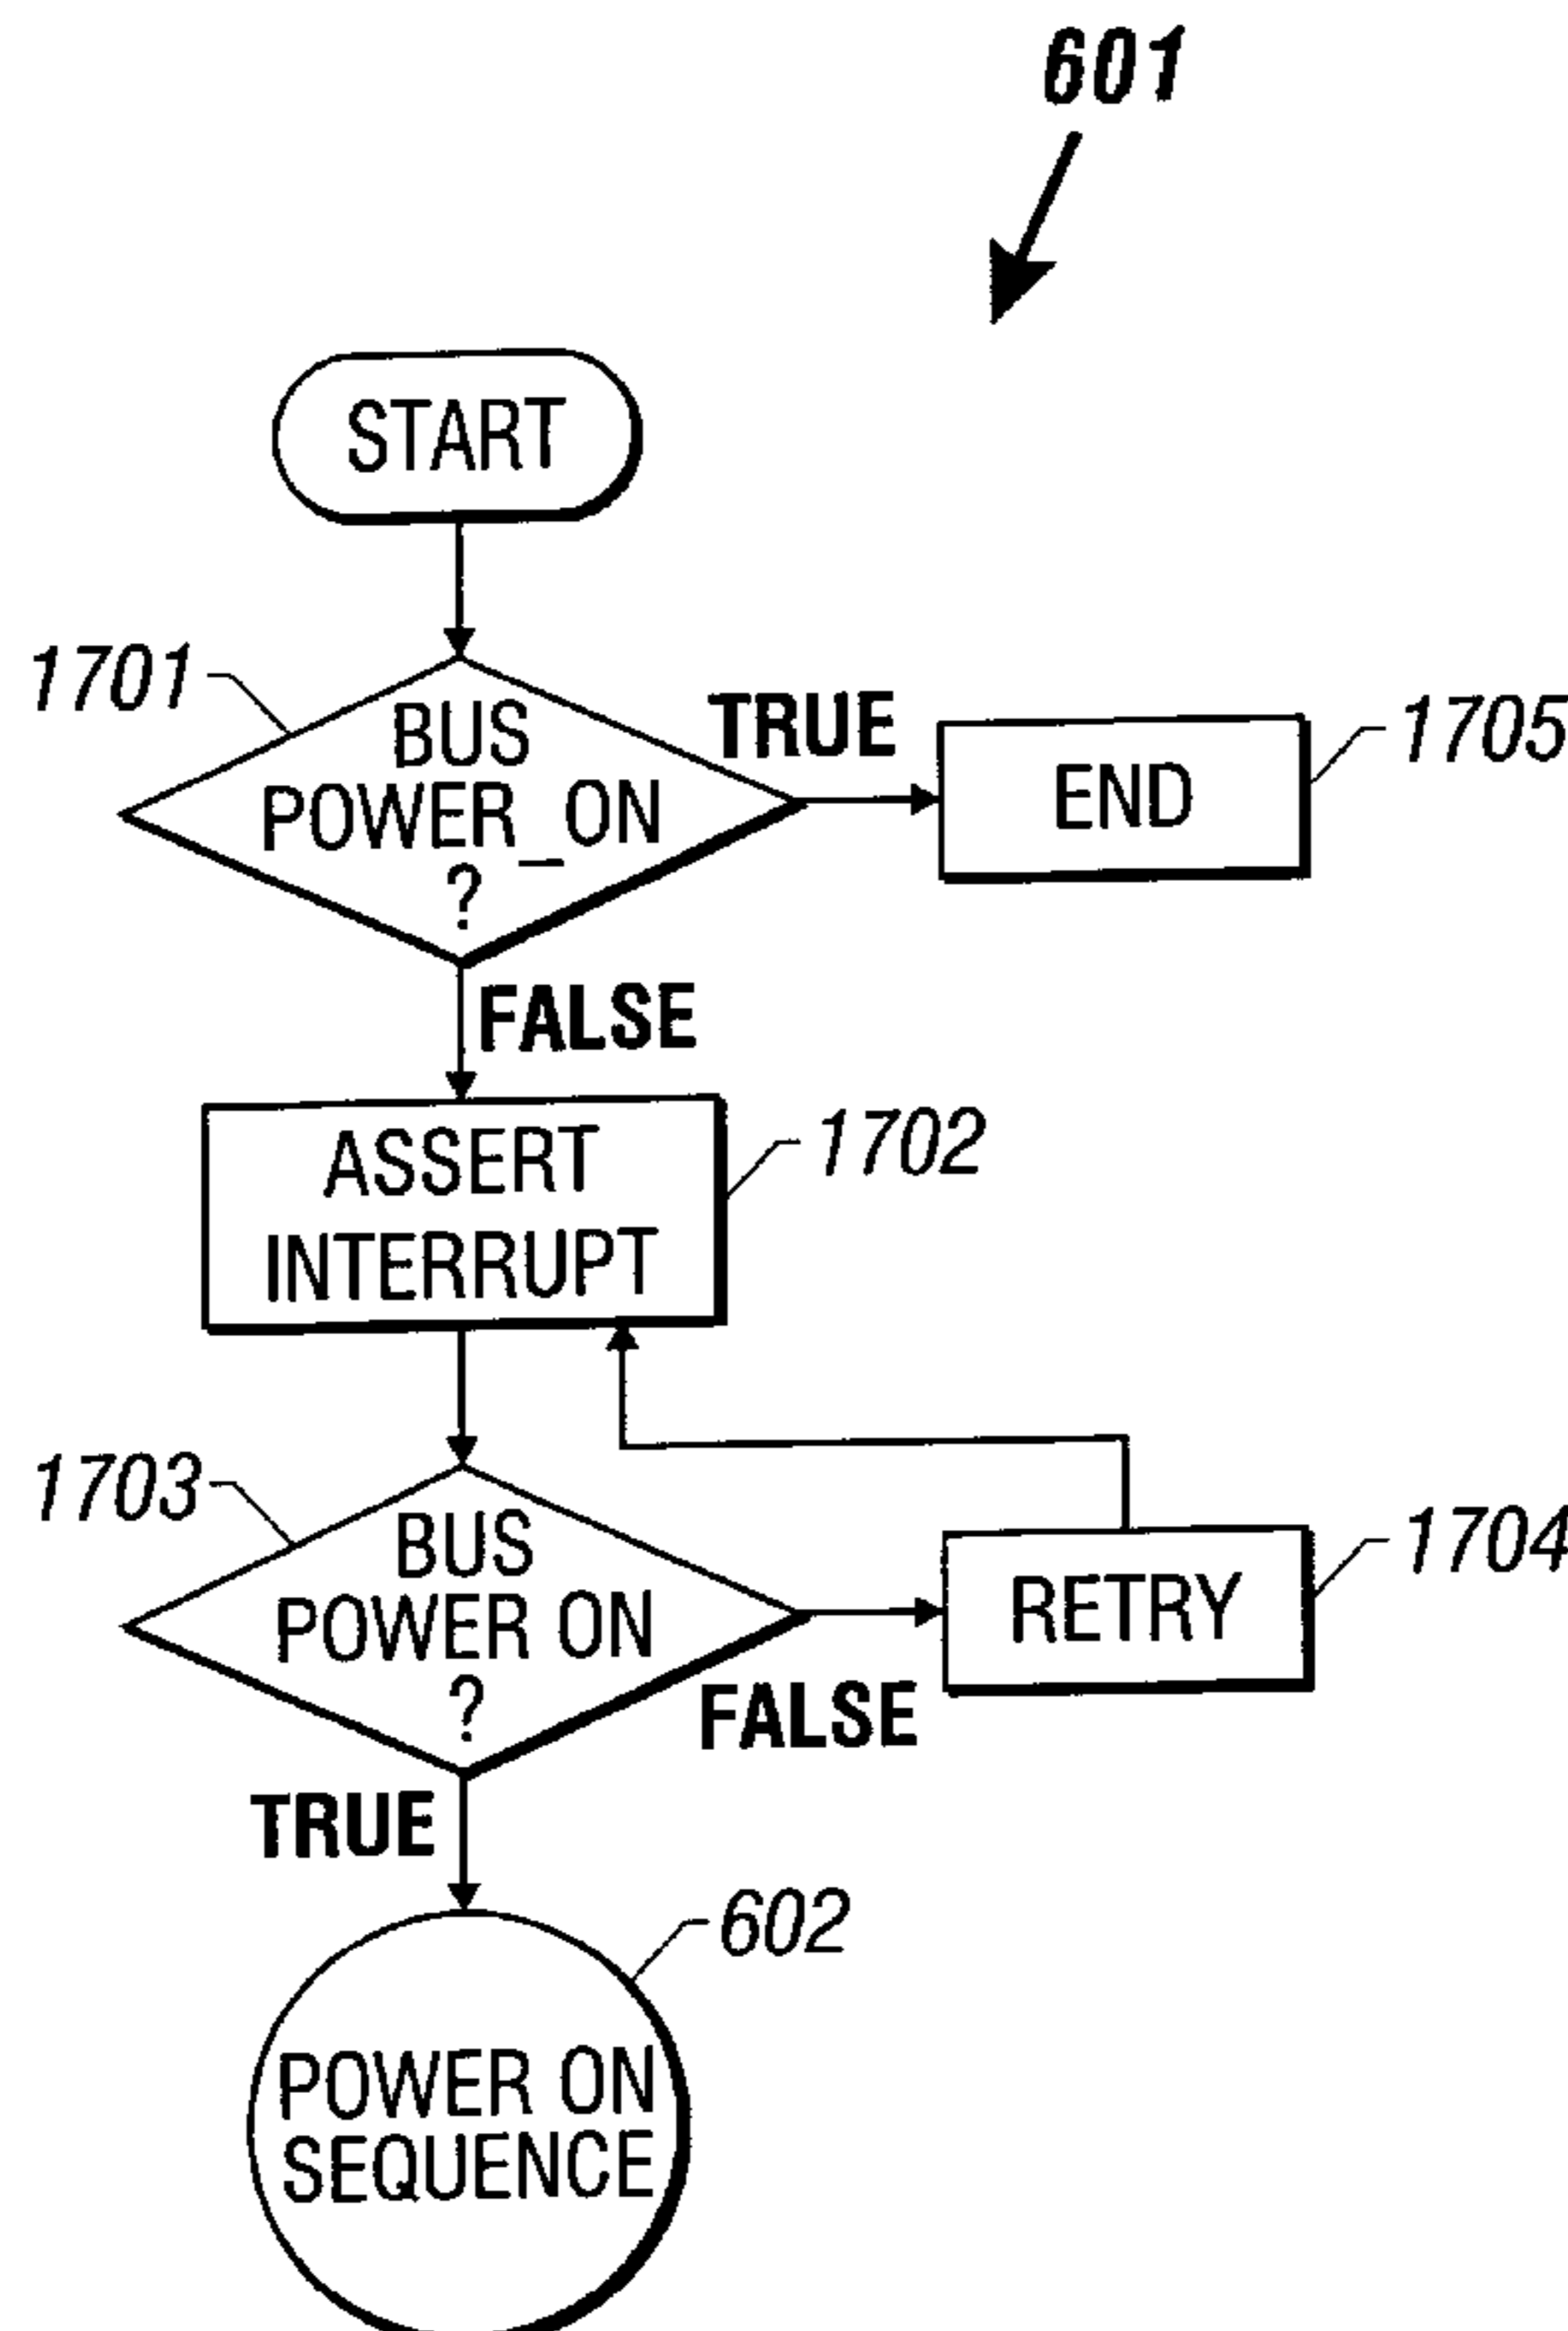 601
START
1701
BUS
POWER_ON
?
TRUE
END
1705
FALSE
ASSERT
INTERRUPT
1702
1703
BUS
POWER ON
?
FALSE
RETRY
1704
TRUE
602
POWER ON
SEQUENCE